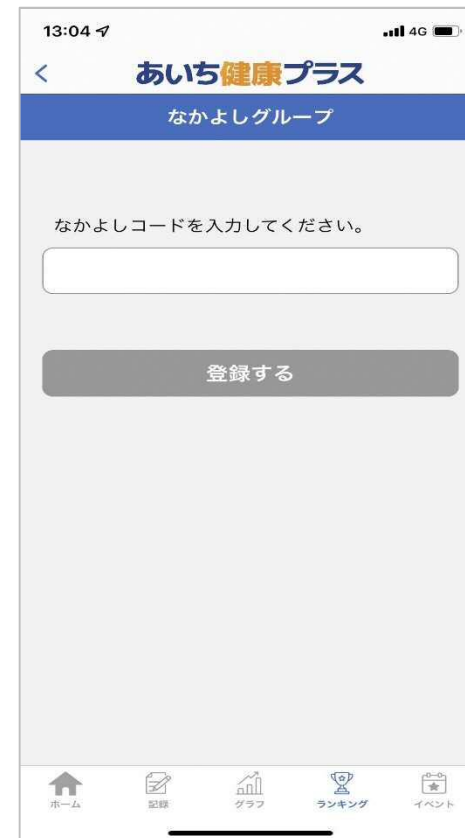 13:04
4G
あいち健康プラス
なかよしグループ
なかよしコードを入力してください。
登録する
ホーム 記録 グラフ ランキング イベント